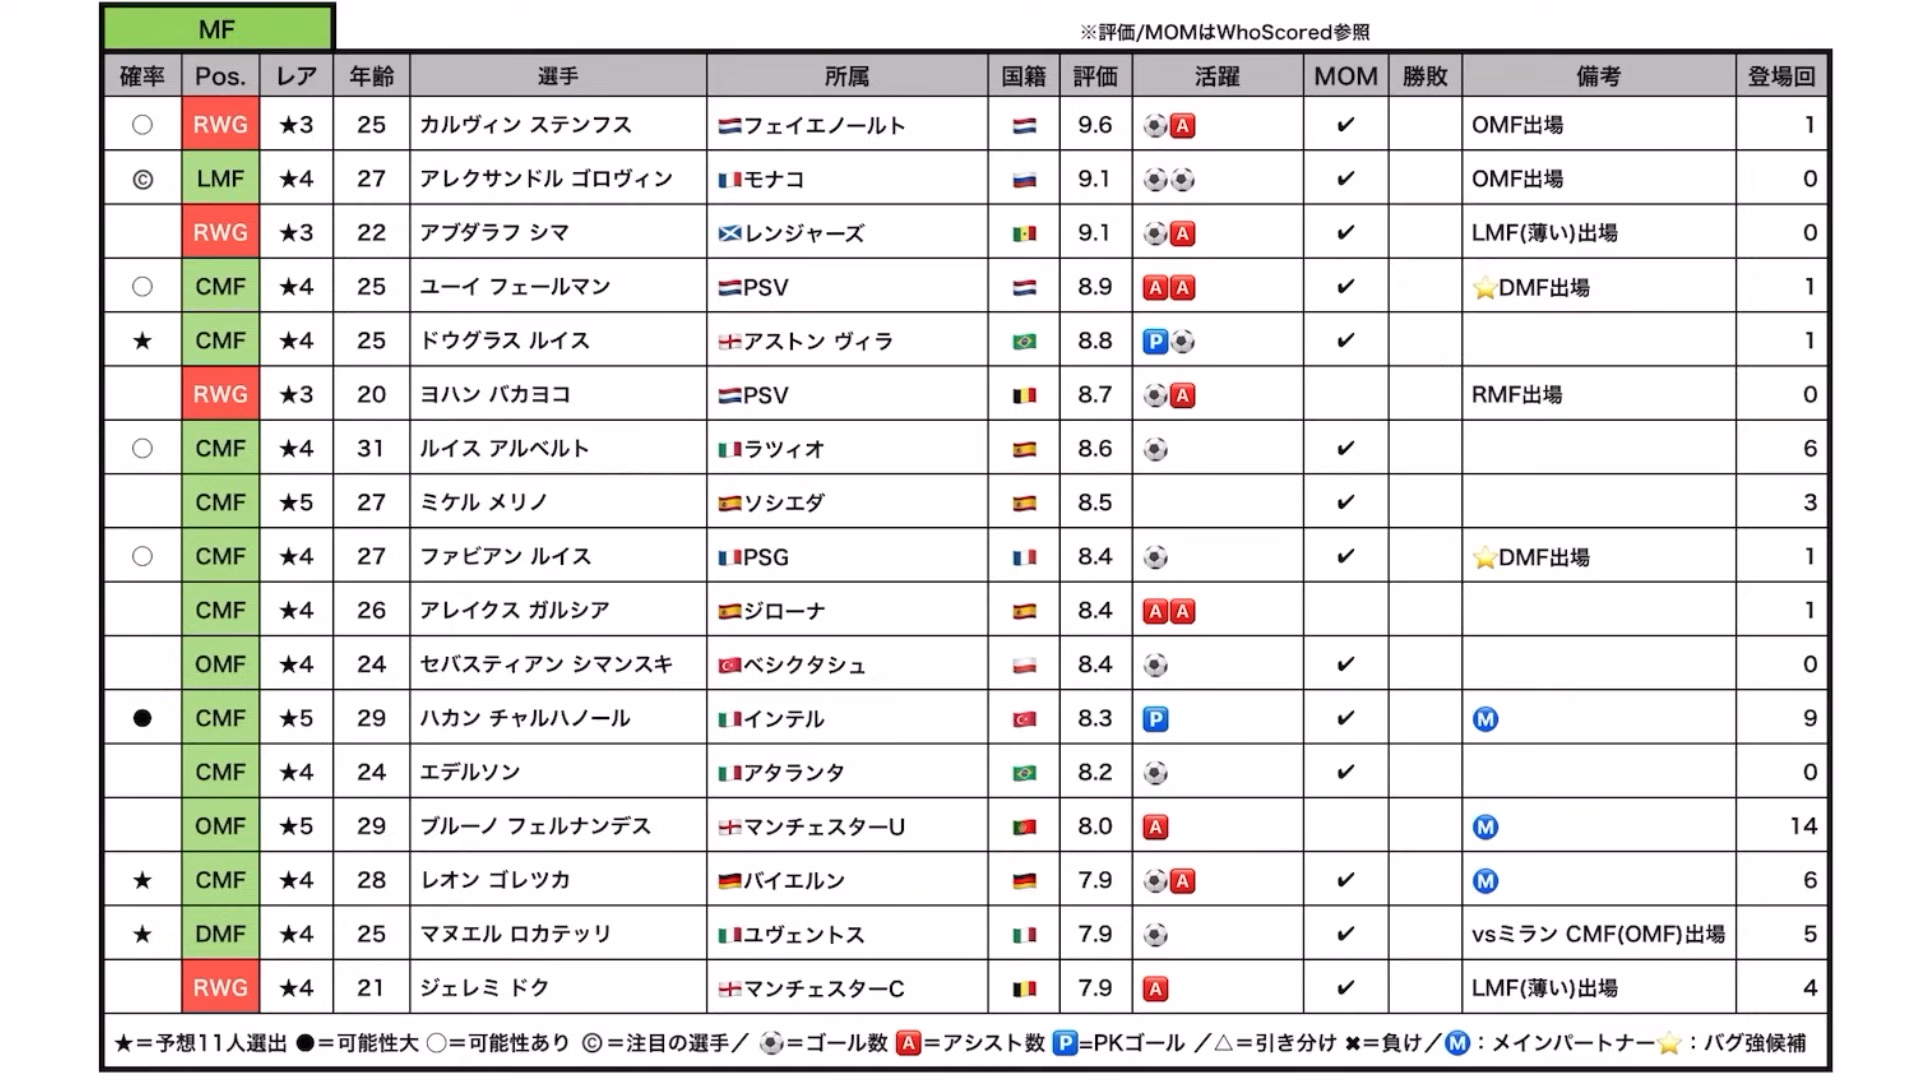 MF
※評価/MOMはWhoScored参照
確率 Pos. レア 年齢 選手 所属 国籍 評価 活躍 MOM 勝敗 備考 登場回
○ RWG ★3 25 カルヴィン ステンフス 🇳🇱フェイエノールト 🇳🇱 9.6 ⚽🅰 ✔ OMF出場 1
© LMF ★4 27 アレクサンドル ゴロヴィン 🇫🇷モナコ 🇷🇺 9.1 ⚽⚽ ✔ OMF出場 0
RWG ★3 22 アブダラフ シマ 🏴󠁧󠁢󠁳󠁣󠁴󠁿レンジャーズ 🇸🇳 9.1 ⚽🅰 ✔ LMF(薄い)出場 0
○ CMF ★4 25 ユーイ フェールマン 🇳🇱PSV 🇳🇱 8.9 🅰🅰 ✔ ⭐DMF出場 1
★ CMF ★4 25 ドウグラス ルイス 🏴󠁧󠁢󠁥󠁮󠁧󠁿アストン ヴィラ 🇧🇷 8.8 🅿⚽ ✔ 1
RWG ★3 20 ヨハン バカヨコ 🇳🇱PSV 🇧🇪 8.7 ⚽🅰 RMF出場 0
○ CMF ★4 31 ルイス アルベルト 🇮🇹ラツィオ 🇪🇸 8.6 ⚽ ✔ 6
CMF ★5 27 ミケル メリノ 🇪🇸ソシエダ 🇪🇸 8.5 ✔ 3
○ CMF ★4 27 ファビアン ルイス 🇫🇷PSG 🇫🇷 8.4 ⚽ ✔ ⭐DMF出場 1
CMF ★4 26 アレイクス ガルシア 🇪🇸ジローナ 🇪🇸 8.4 🅰🅰 1
OMF ★4 24 セバスティアン シマンスキ 🇹🇷ベシクタシュ 🇵🇱 8.4 ⚽ ✔ 0
● CMF ★5 29 ハカン チャルハノール 🇮🇹インテル 🇹🇷 8.3 🅿 ✔ Ⓜ 9
CMF ★4 24 エデルソン 🇮🇹アタランタ 🇧🇷 8.2 ⚽ ✔ 0
OMF ★5 29 ブルーノ フェルナンデス 🏴󠁧󠁢󠁥󠁮󠁧󠁿マンチェスターU 🇵🇹 8.0 🅰 Ⓜ 14
★ CMF ★4 28 レオン ゴレツカ 🇩🇪バイエルン 🇩🇪 7.9 ⚽🅰 ✔ Ⓜ 6
★ DMF ★4 25 マヌエル ロカテッリ 🇮🇹ユヴェントス 🇮🇹 7.9 ⚽ ✔ vsミラン CMF(OMF)出場 5
RWG ★4 21 ジェレミ ドク 🏴󠁧󠁢󠁥󠁮󠁧󠁿マンチェスターC 🇧🇪 7.9 🅰 ✔ LMF(薄い)出場 4
★＝予想11人選出 ●＝可能性大 ○＝可能性あり ©＝注目の選手／ ⚽＝ゴール数 🅰＝アシスト数 🅿=PKゴール ／△＝引き分け ✖＝負け／Ⓜ：メインパートナー⭐：バグ強候補